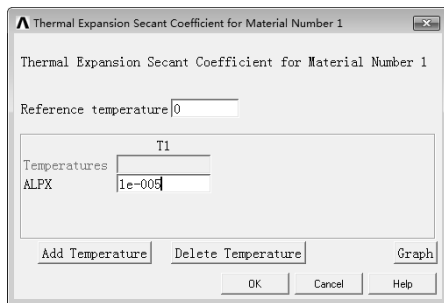 Thermal Expansion Secant Coefficient for Material Number 1
Thermal Expansion Secant Coefficient for Material Number 1
Reference temperature 0
T1
Temperatures
ALPX 1e-005
Add Temperature Delete Temperature Graph
OK Cancel Help